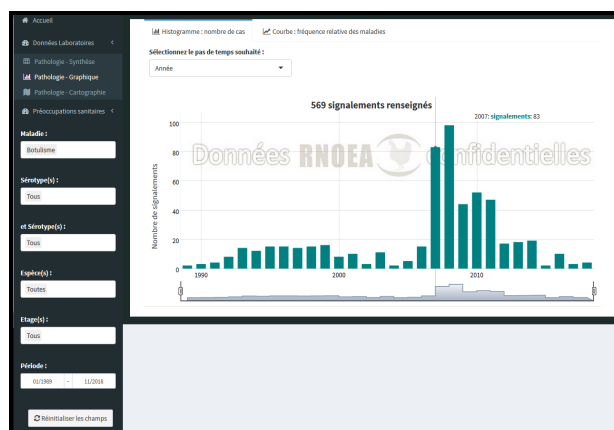 Accueil
Données Laboratoires
Pathologie - Synthèse
Pathologie - Graphique
Pathologie - Cartographie
Préoccupations sanitaires
Maladie :
Botulisme
Sérotype(s) :
Tous
et Sérotype(s) :
Tous
Espèce(s) :
Toutes
Etage(s) :
Tous
Période :
01/1989 - 11/2018
Réinitialiser les champs
Histogramme : nombre de cas
Courbe : fréquence relative des maladies
Sélectionnez le pas de temps souhaité :
Année
569 signalements renseignés
2007: signalements: 83
Données RNOEA confidentielles
Nombre de signalements
100
80
60
40
20
0
1990 2000 2010